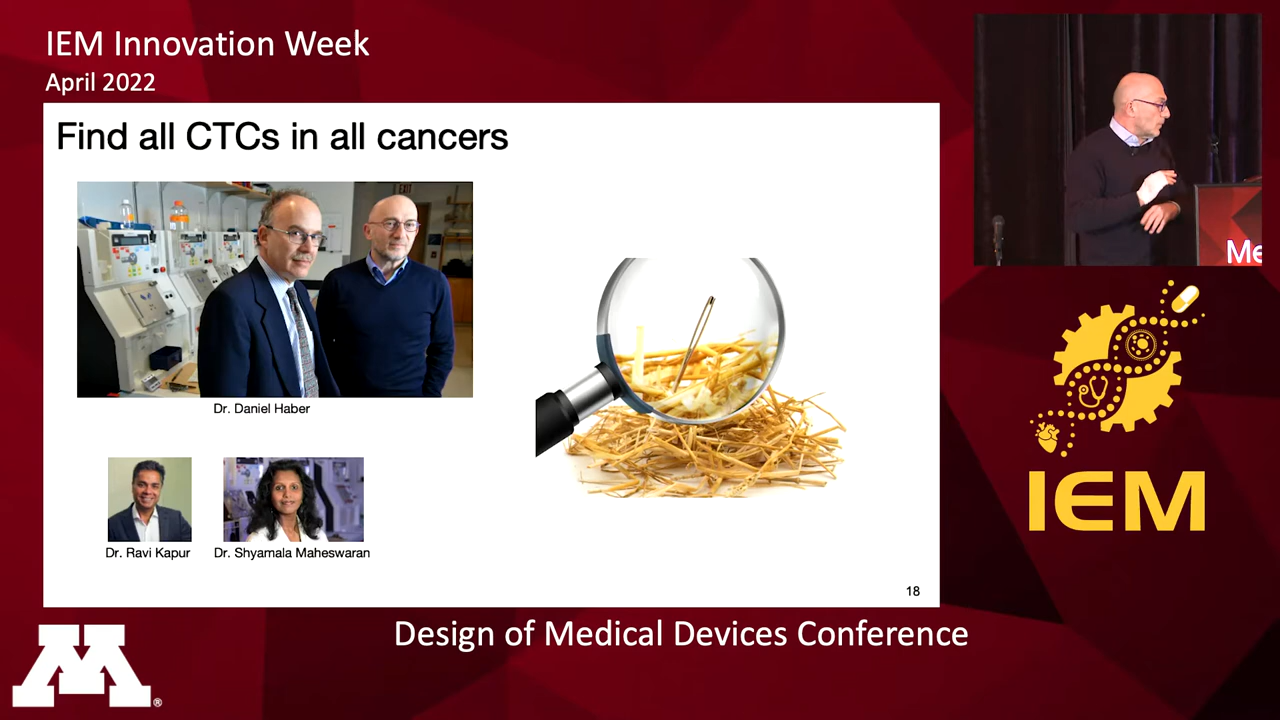 IEM Innovation Week
April 2022
Find all CTCs in all cancers
EXIT
Dr. Daniel Haber
Dr. Ravi Kapur
Dr. Shyamala Maheswaran
18
Me
IEM
Design of Medical Devices Conference
M®